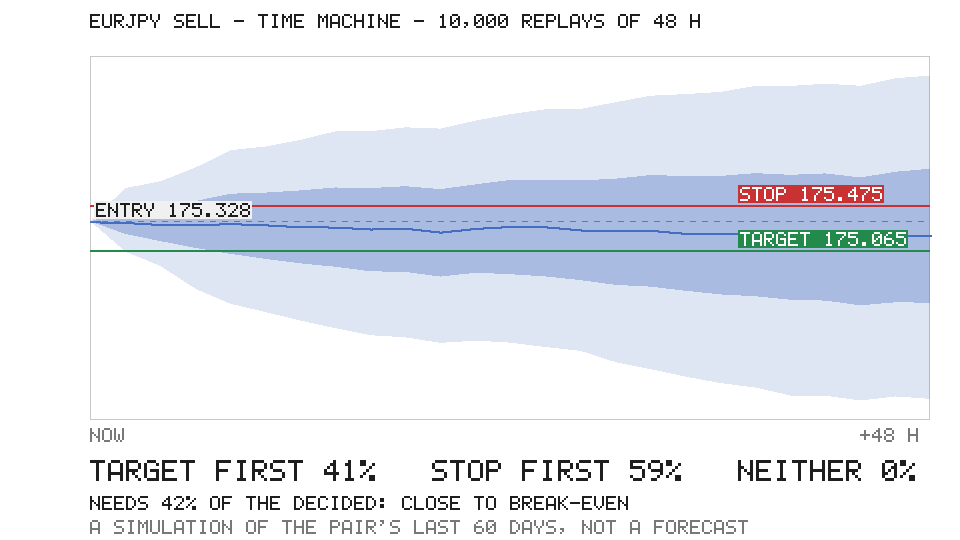 EURJPY SELL - TIME MACHINE - 10,000 REPLAYS OF 48 H
STOP 175.475
ENTRY 175.328
TARGET 175.065
NOW +48 H
TARGET FIRST 41% STOP FIRST 59% NEITHER 0%
NEEDS 42% OF THE DECIDED: CLOSE TO BREAK-EVEN
A SIMULATION OF THE PAIR'S LAST 60 DAYS, NOT A FORECAST